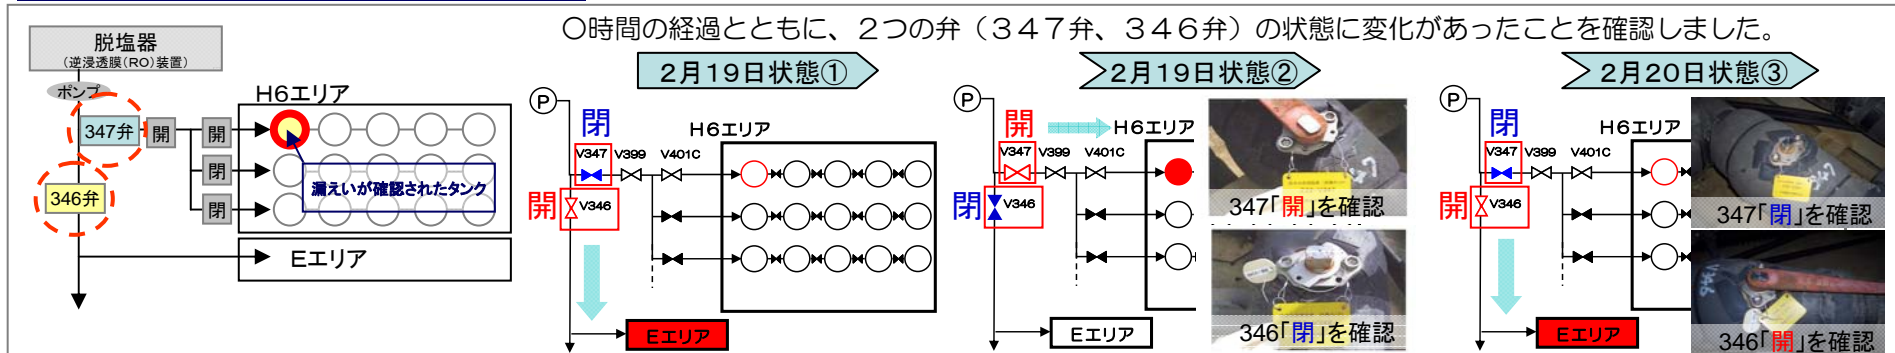 〇時間の経過とともに、２つの弁（３４７弁、３４６弁）の状態に変化があったことを確認しました。
脱塩器
（逆浸透膜(RO)装置）
ポンプ
347弁
346弁
開
開
閉
閉
H6エリア
漏えいが確認されたタンク
Eエリア
２月１９日状態①
P
閉
H6エリア
V347
V399
V401C
開
V346
Eエリア
２月１９日状態②
P
開
H6エリア
V347
V399
V401C
閉
V346
Eエリア
347「開」を確認
346「閉」を確認
２月２０日状態③
P
閉
H6エリア
V347
V399
V401C
開
V346
Eエリア
347「閉」を確認
346「開」を確認